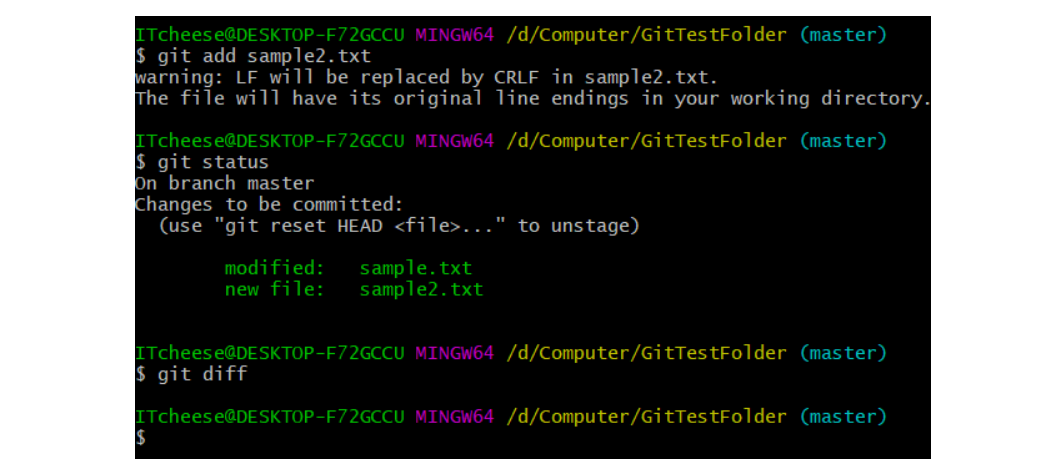 ITcheese@DESKTOP-F72GCCU MINGW64 /d/Computer/GitTestFolder (master)
$ git add sample2.txt
warning: LF will be replaced by CRLF in sample2.txt.
The file will have its original line endings in your working directory.
ITcheese@DESKTOP-F72GCCU MINGW64 /d/Computer/GitTestFolder (master)
$ git status
On branch master
Changes to be committed:
  (use "git reset HEAD <file>..." to unstage)
        modified:   sample.txt
        new file:   sample2.txt
ITcheese@DESKTOP-F72GCCU MINGW64 /d/Computer/GitTestFolder (master)
$ git diff
ITcheese@DESKTOP-F72GCCU MINGW64 /d/Computer/GitTestFolder (master)
$